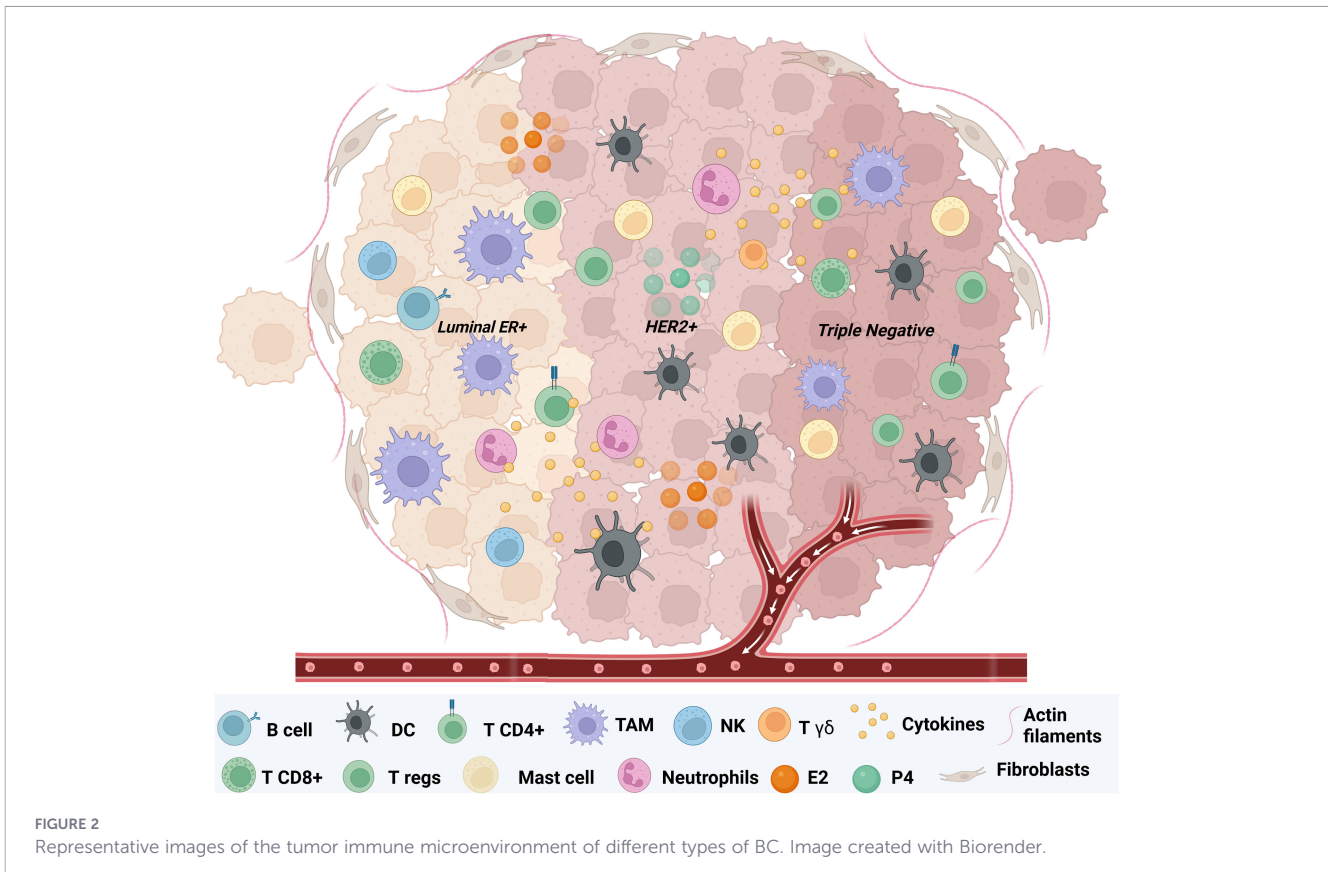 Luminal ER+
HER2+
Triple Negative
B cell
DC
T CD4+
TAM
NK
T γδ
Cytokines
Actin
filaments
T CD8+
T regs
Mast cell
Neutrophils
E2
P4
Fibroblasts
FIGURE 2
Representative images of the tumor immune microenvironment of different types of BC. Image created with Biorender.